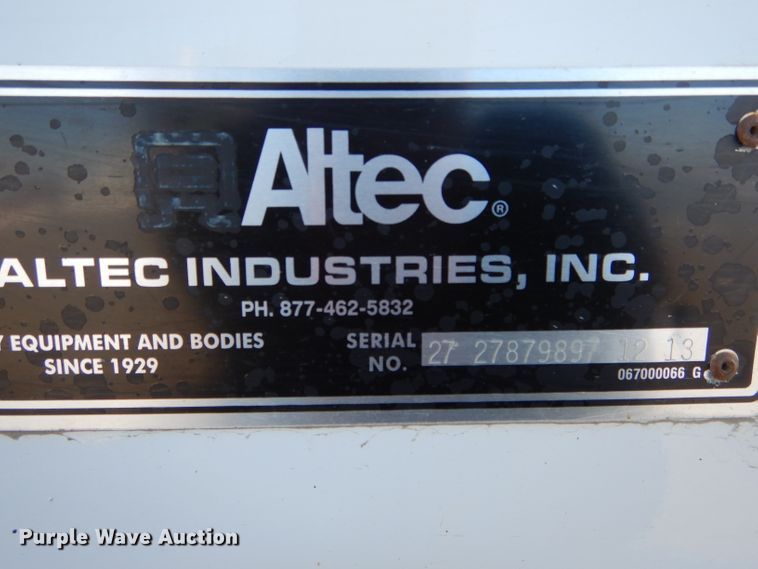 Altec®
ALTEC INDUSTRIES, INC.
PH. 877-462-5832
EQUIPMENT AND BODIES
SINCE 1929
SERIAL NO. 27 27879897 12 13
067000066 G
Purple Wave Auction